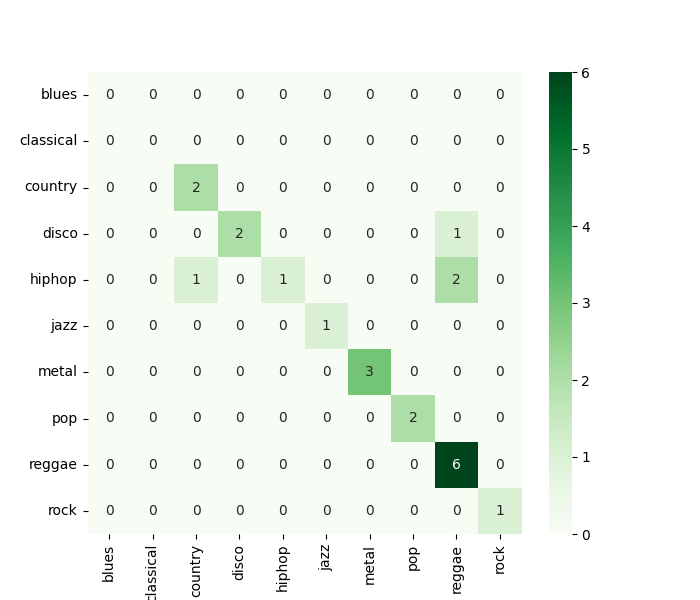 blues 0 0 0 0 0 0 0 0 0 0
classical 0 0 0 0 0 0 0 0 0 0
country 0 0 2 0 0 0 0 0 0 0
disco 0 0 0 2 0 0 0 0 1 0
hiphop 0 0 1 0 1 0 0 0 2 0
jazz 0 0 0 0 0 1 0 0 0 0
metal 0 0 0 0 0 0 3 0 0 0
pop 0 0 0 0 0 0 0 2 0 0
reggae 0 0 0 0 0 0 0 0 6 0
rock 0 0 0 0 0 0 0 0 0 1
blues classical country disco hiphop jazz metal pop reggae rock
6
5
4
3
2
1
0